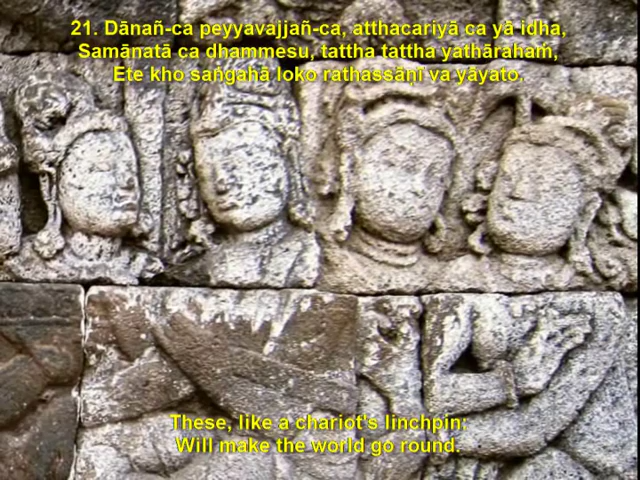 21. Dānañ-ca peyyavajjañ-ca, atthacariyā ca yā idha,
Samānatā ca dhammesu, tattha tattha yathārahaṁ,
Ete kho saṅgahā loko rathassāṇī va yāyato.
These, like a chariot's linchpin:
Will make the world go round.